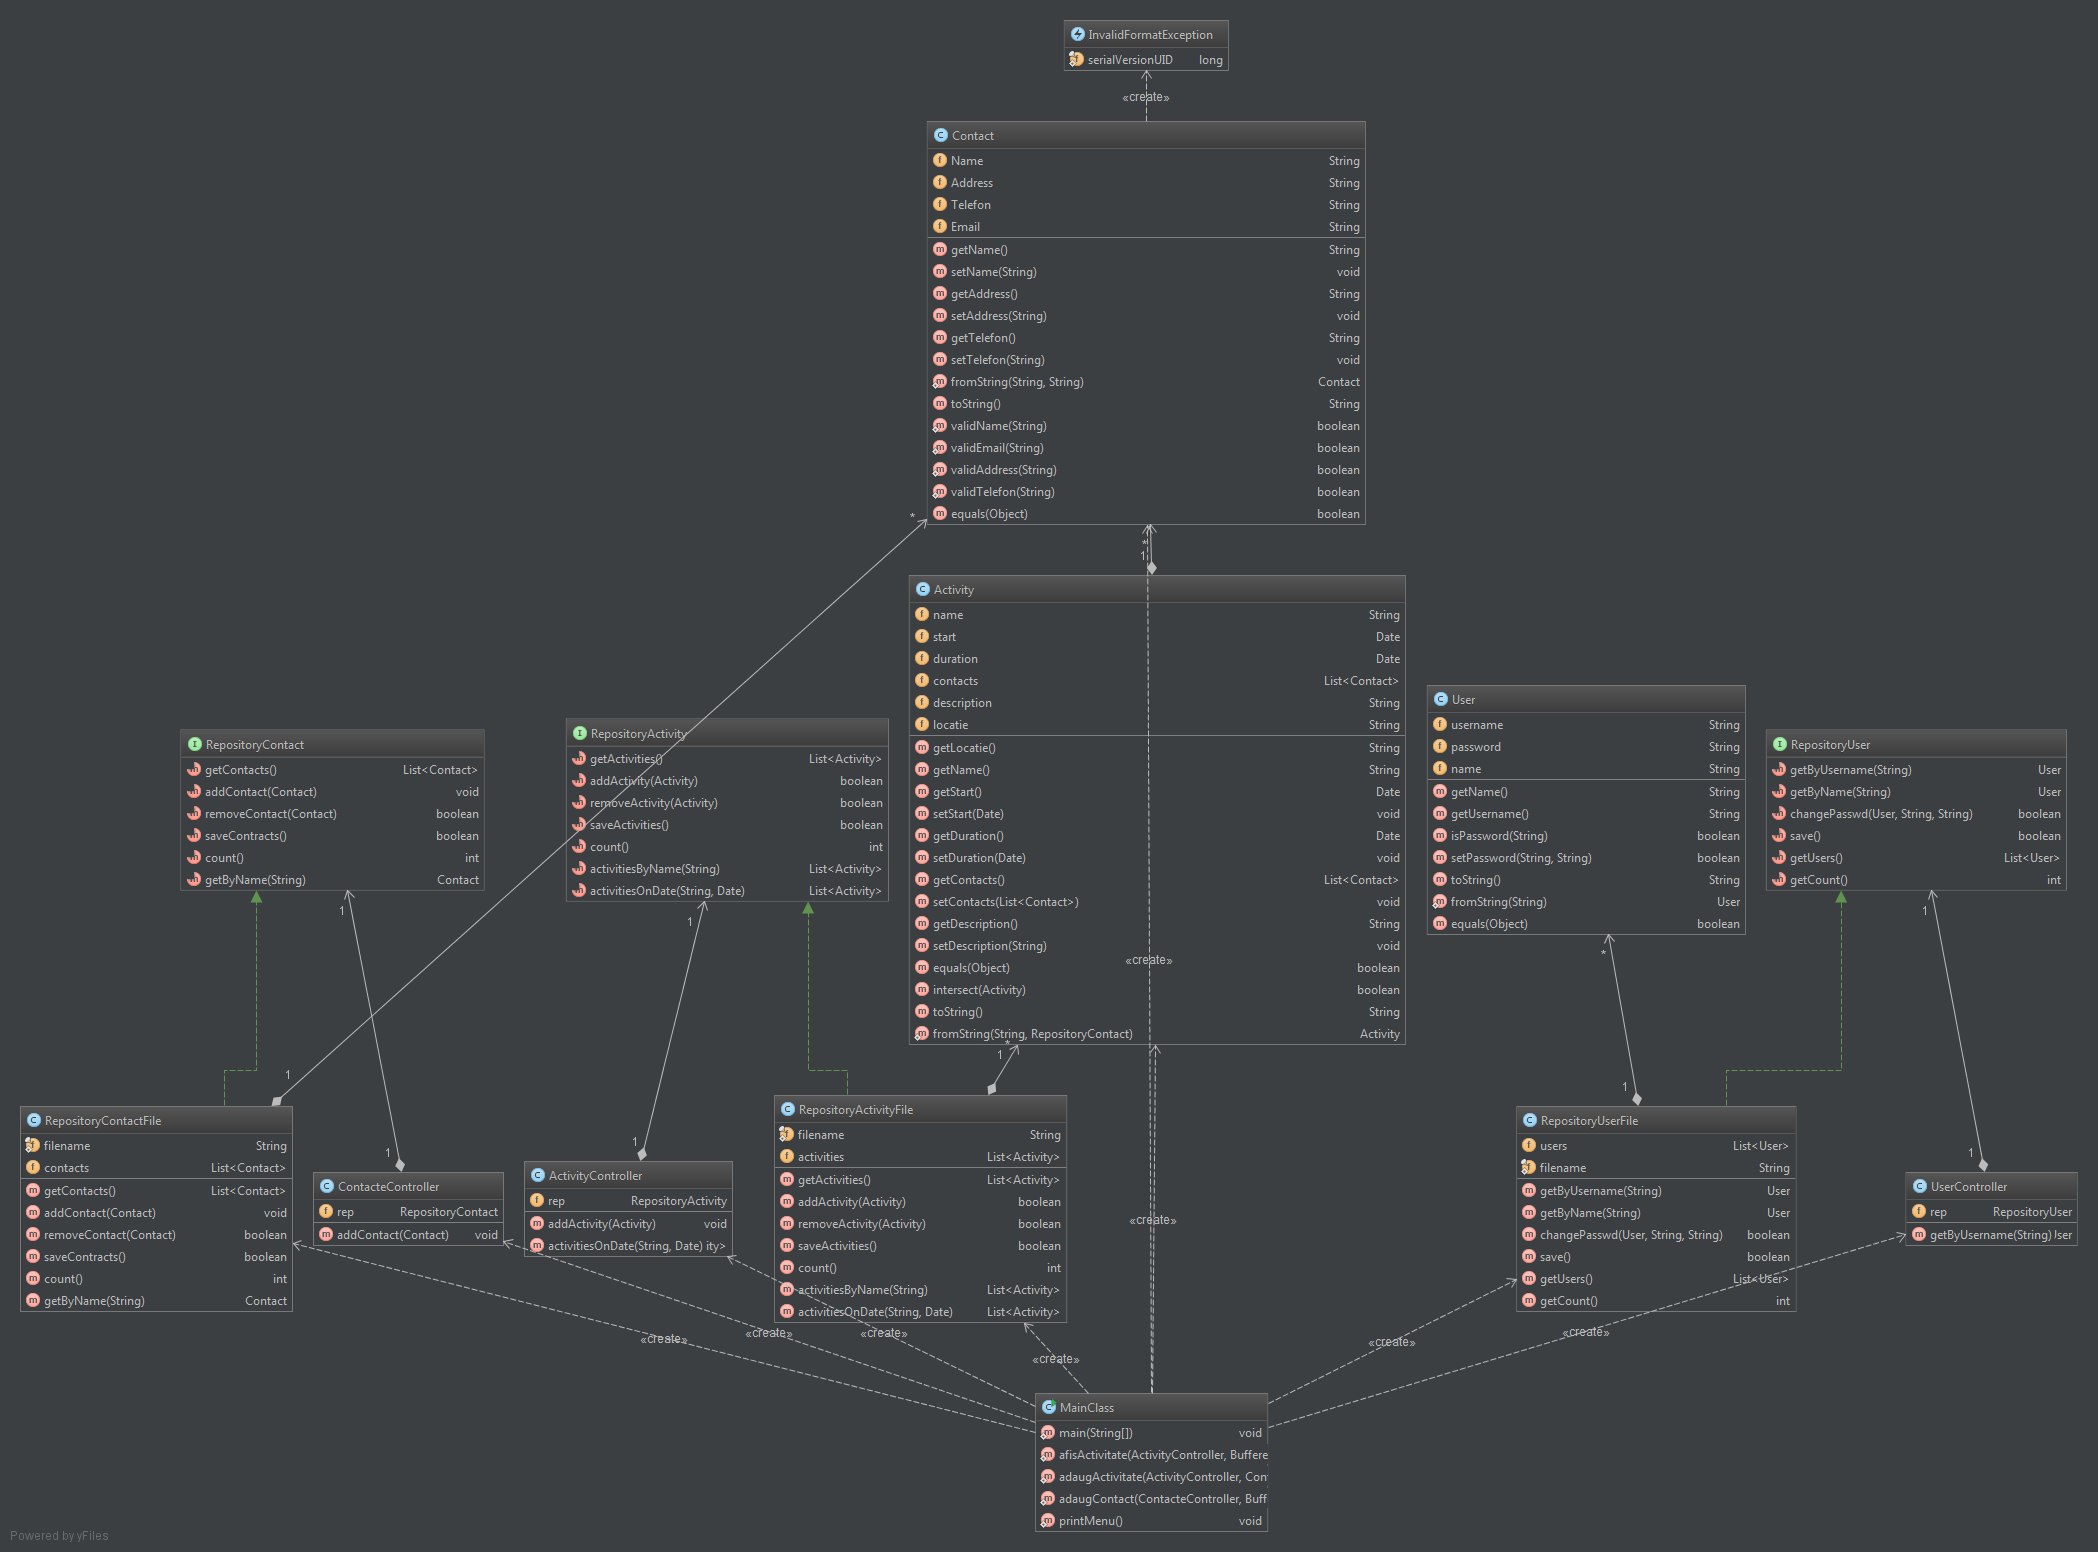 InvalidFormatException
serialVersionUID long
«create»
Contact
Name String
Address String
Telefon String
Email String
getName() String
setName(String) void
getAddress() String
setAddress(String) void
getTelefon() String
setTelefon(String) void
fromString(String, String) Contact
toString() String
validName(String) boolean
validEmail(String) boolean
validAddress(String) boolean
validTelefon(String) boolean
equals(Object) boolean
*
*
1
Activity
name String
start Date
duration Date
contacts List<Contact>
description String
locatie String
getLocatie() String
getName() String
getStart() Date
setStart(Date) void
getDuration() Date
setDuration(Date) void
getContacts() List<Contact>
setContacts(List<Contact>) void
getDescription() String
setDescription(String) void
«create»
equals(Object) boolean
intersect(Activity) boolean
toString() String
fromString(String, RepositoryContact) Activity
User
username String
password String
name String
getName() String
getUsername() String
isPassword(String) boolean
setPassword(String, String) boolean
toString() String
fromString(String) User
equals(Object) boolean
*
1
RepositoryUser
getByUsername(String) User
getByName(String) User
changePasswd(User, String, String) boolean
save() boolean
getUsers() List<User>
getCount() int
1
1
RepositoryContact
getContacts() List<Contact>
addContact(Contact) void
removeContact(Contact) boolean
saveContracts() boolean
count() int
getByName(String) Contact
1
1
1
RepositoryActivity
getActivities() List<Activity>
addActivity(Activity) boolean
removeActivity(Activity) boolean
saveActivities() boolean
count() int
activitiesByName(String) List<Activity>
activitiesOnDate(String, Date) List<Activity>
1
1
*
1
RepositoryContactFile
filename String
contacts List<Contact>
getContacts() List<Contact>
addContact(Contact) void
removeContact(Contact) boolean
saveContracts() boolean
count() int
getByName(String) Contact
ContacteController
rep RepositoryContact
addContact(Contact) void
ActivityController
rep RepositoryActivity
addActivity(Activity) void
activitiesOnDate(String, Date) ity>
RepositoryActivityFile
filename String
activities List<Activity>
getActivities() List<Activity>
addActivity(Activity) boolean
removeActivity(Activity) boolean
saveActivities() boolean
count() int
activitiesByName(String) List<Activity>
activitiesOnDate(String, Date) List<Activity>
«create»
RepositoryUserFile
users List<User>
filename String
getByUsername(String) User
getByName(String) User
changePasswd(User, String, String) boolean
save() boolean
getUsers() List<User>
getCount() int
UserController
rep RepositoryUser
getByUsername(String) Jser
«create»
«create»
«create»
«create»
«create»
«create»
MainClass
main(String[]) void
afisActivitate(ActivityController, Buffere
adaugActivitate(ActivityController, Con
adaugContact(ContacteController, Buff
printMenu() void
Powered by yFiles